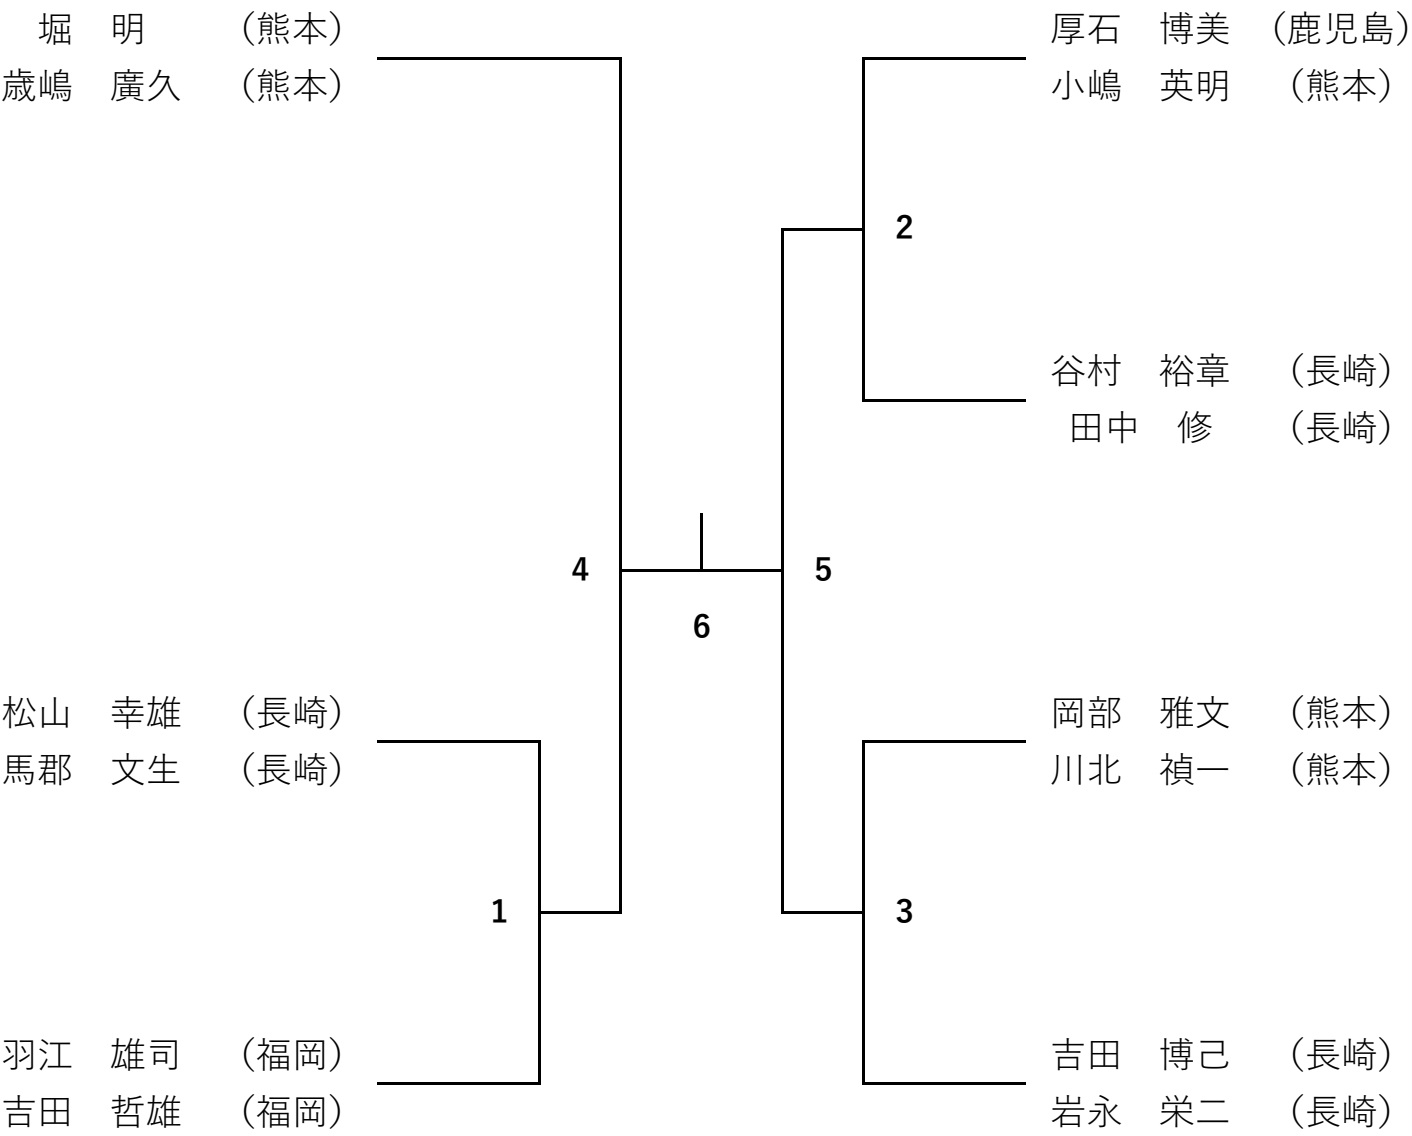 堀　明　（熊本）
歳嶋　廣久　（熊本）
厚石　博美　（鹿児島）
小嶋　英明　（熊本）
2
谷村　裕章　（長崎）
田中　修　（長崎）
4
5
6
松山　幸雄　（長崎）
馬郡　文生　（長崎）
岡部　雅文　（熊本）
川北　禎一　（熊本）
1
3
羽江　雄司　（福岡）
吉田　哲雄　（福岡）
吉田　博己　（長崎）
岩永　栄二　（長崎）